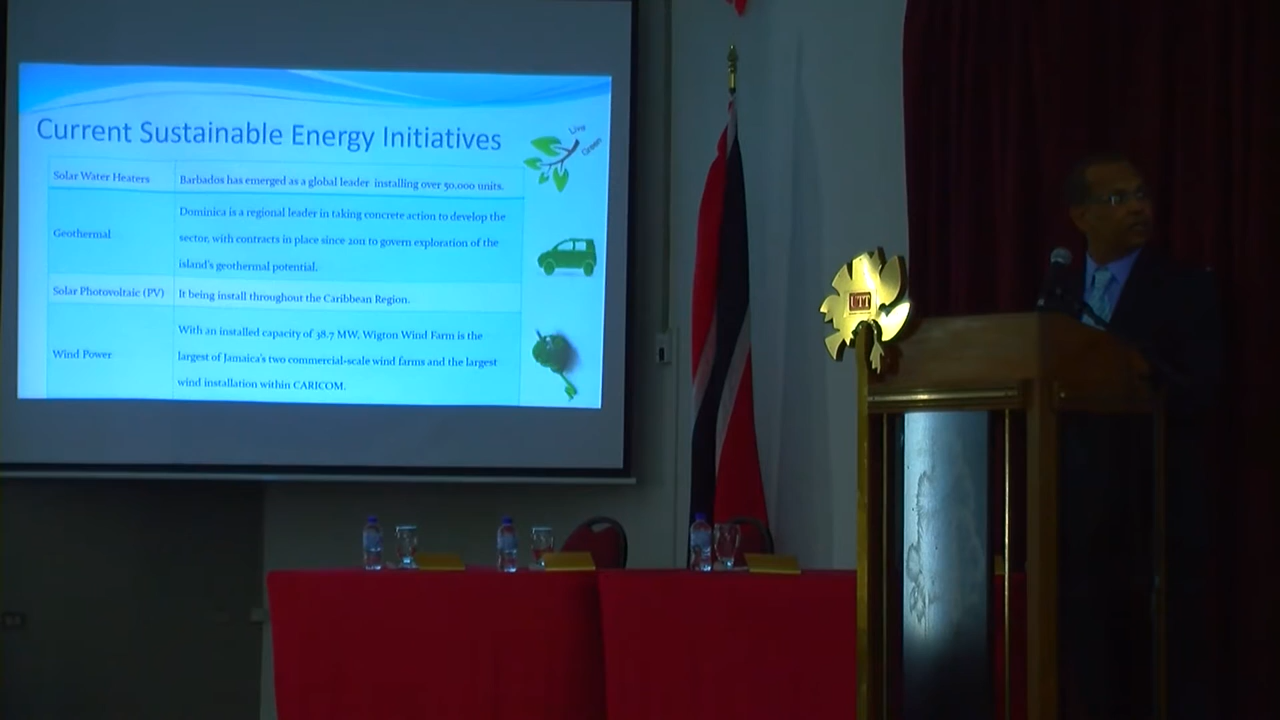 Current Sustainable Energy Initiatives
Live
Green
Solar Water Heaters
Barbados has emerged as a global leader installing over 50,000 units.
Geothermal
Dominica is a regional leader in taking concrete action to develop the
sector, with contracts in place since 2011 to govern exploration of the
island's geothermal potential.
Solar Photovoltaic (PV)
It being install throughout the Caribbean Region.
Wind Power
With an installed capacity of 38.7 MW, Wigton Wind Farm is the
largest of Jamaica's two commercial-scale wind farms and the largest
wind installation within CARICOM.
UTT